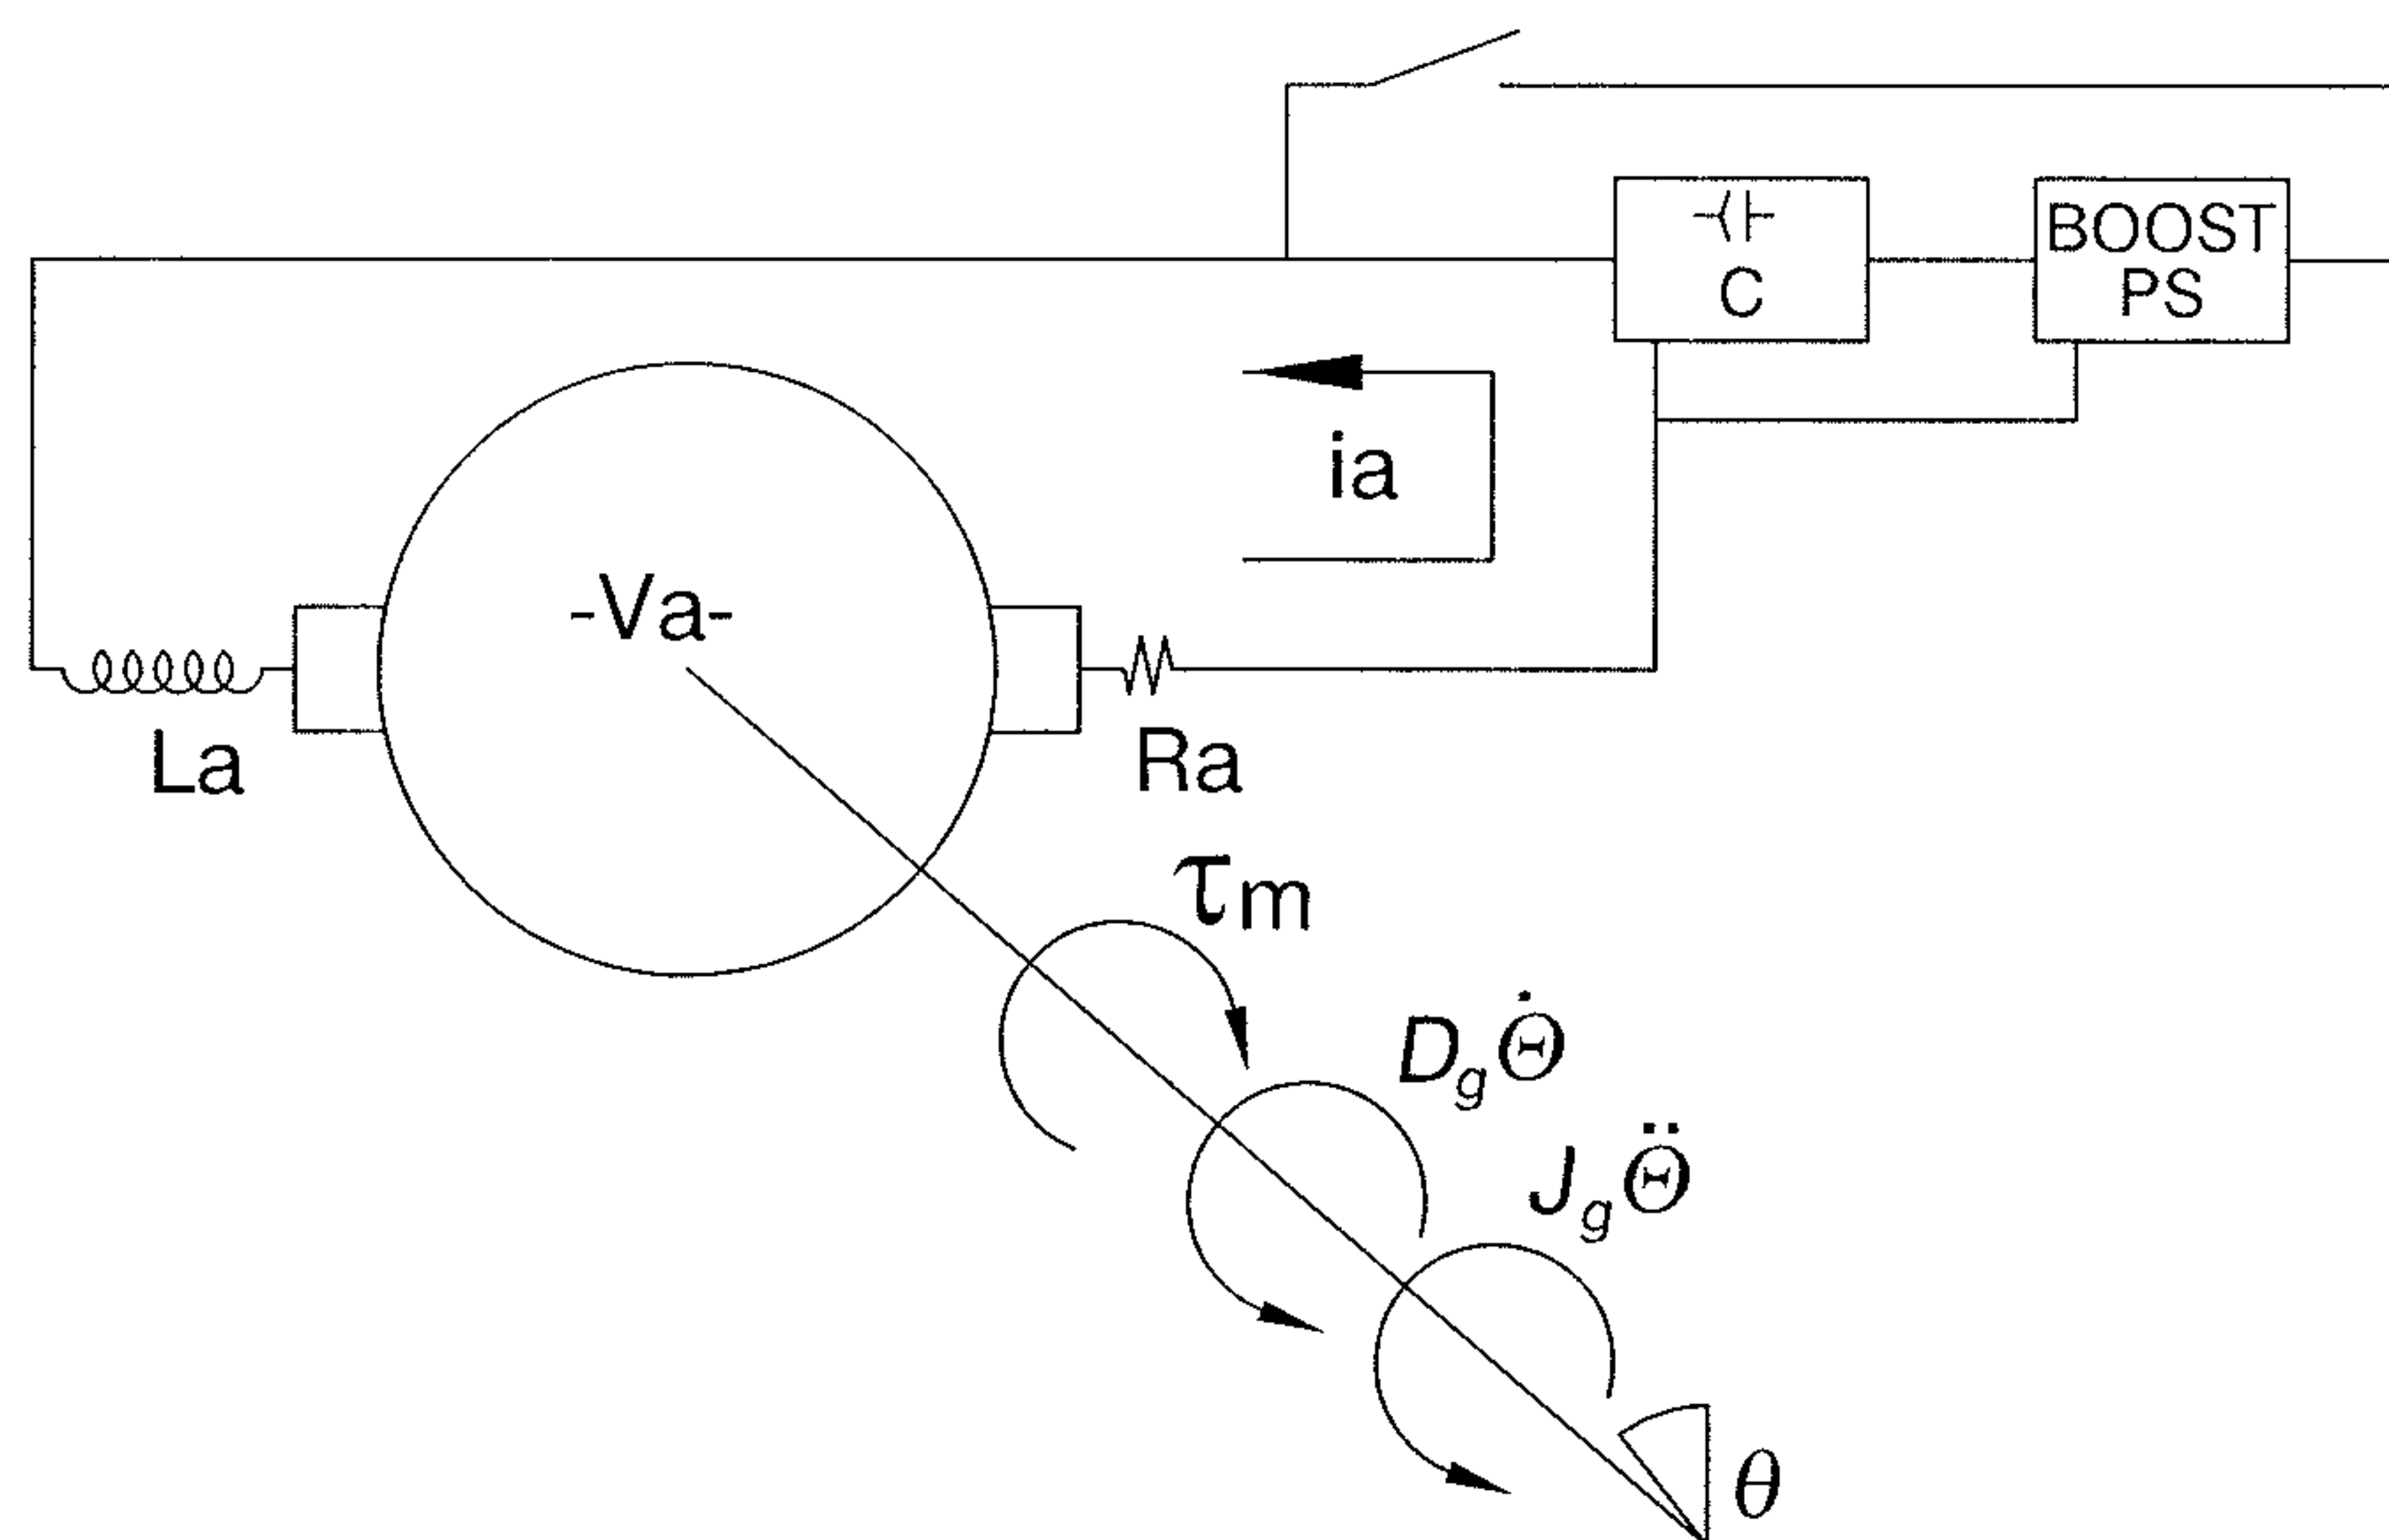 C
BOOST
PS
ia
-Va-
La
Ra
τm
D_g Θ̇
J_g Θ̈
θ